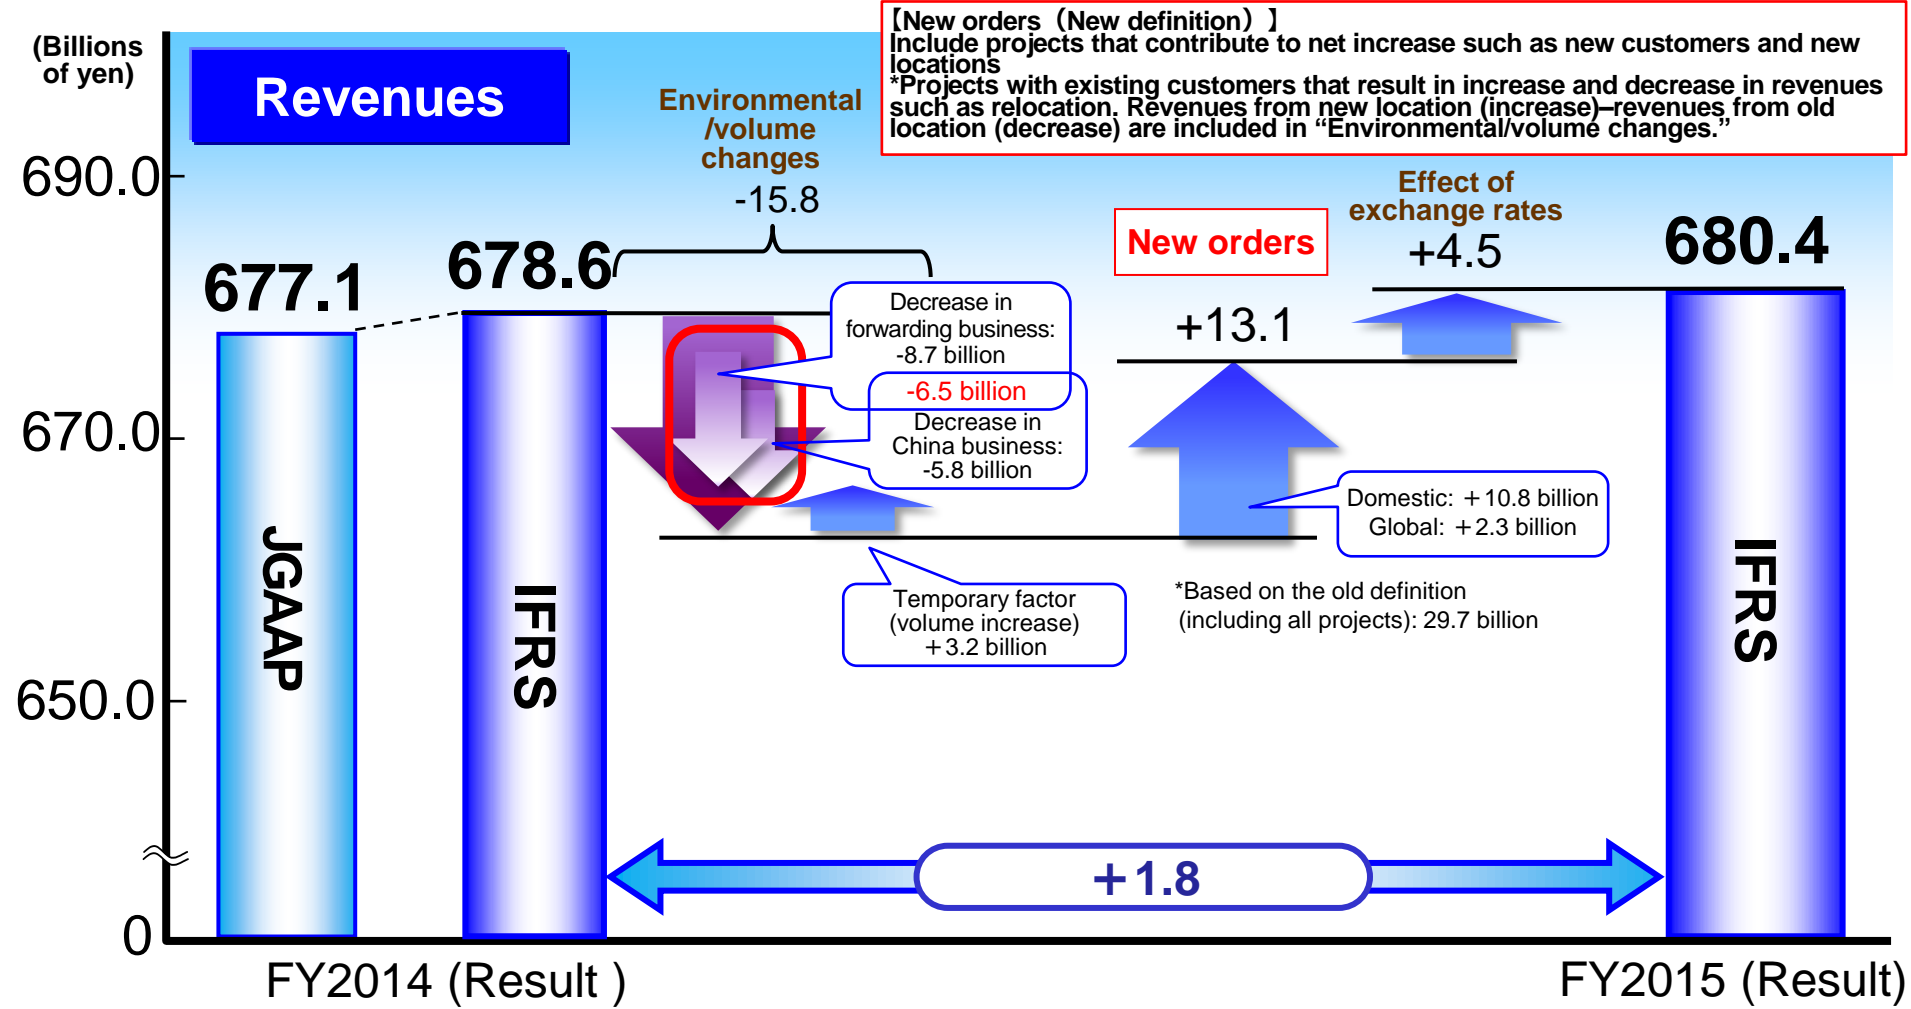 (Billions
of yen)
Revenues
【New orders（New definition）】
Include projects that contribute to net increase such as new customers and new
locations
*Projects with existing customers that result in increase and decrease in revenues
such as relocation. Revenues from new location (increase)–revenues from old
location (decrease) are included in “Environmental/volume changes.”
Environmental
/volume
changes
-15.8
690.0
670.0
650.0
0
677.1
678.6
Decrease in
forwarding business:
-8.7 billion
-6.5 billion
Decrease in
China business:
-5.8 billion
Temporary factor
(volume increase)
＋3.2 billion
New orders
+13.1
Effect of
exchange rates
+4.5
680.4
Domestic: ＋10.8 billion
Global: ＋2.3 billion
*Based on the old definition
(including all projects): 29.7 billion
JGAAP
IFRS
IFRS
＋1.8
FY2014 (Result )
FY2015 (Result)